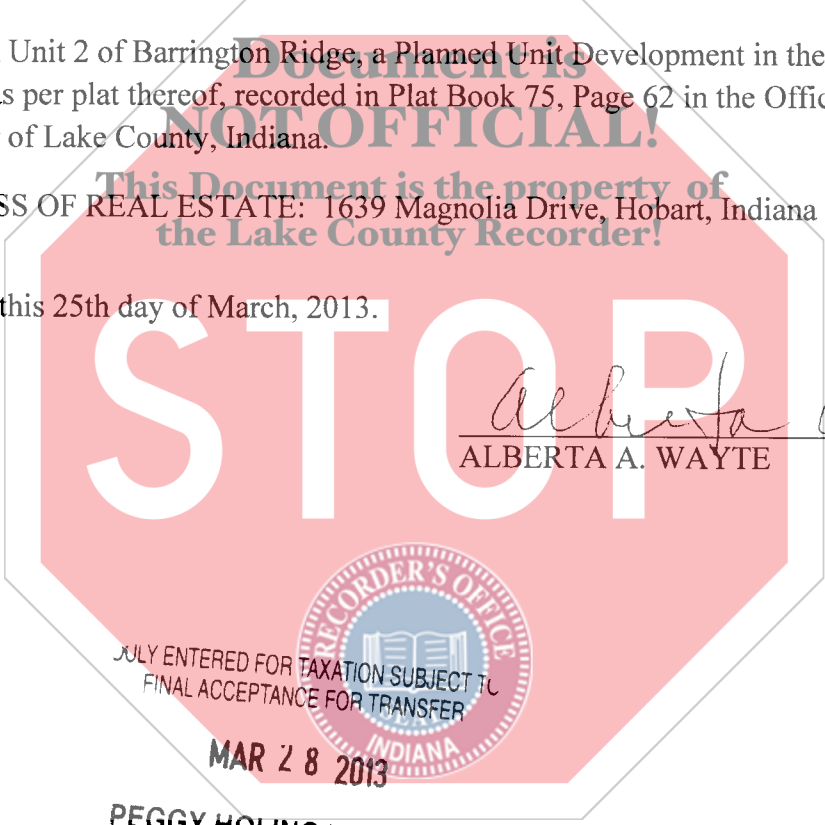 Unit 2 of Barrington Ridge, a Planned Unit Development in the
as per plat thereof, recorded in Plat Book 75, Page 62 in the Offic
of Lake County, Indiana.
Document is
NOT OFFICIAL!
This Document is the property of
the Lake County Recorder!
SS OF REAL ESTATE: 1639 Magnolia Drive, Hobart, Indiana
this 25th day of March, 2013.
STOP
Alberta
ALBERTA A. WAYTE
RECORDER'S OFFICE
SEAL
INDIANA
ULY ENTERED FOR TAXATION SUBJECT TO
FINAL ACCEPTANCE FOR TRANSFER
MAR 28 2013
PEGGY